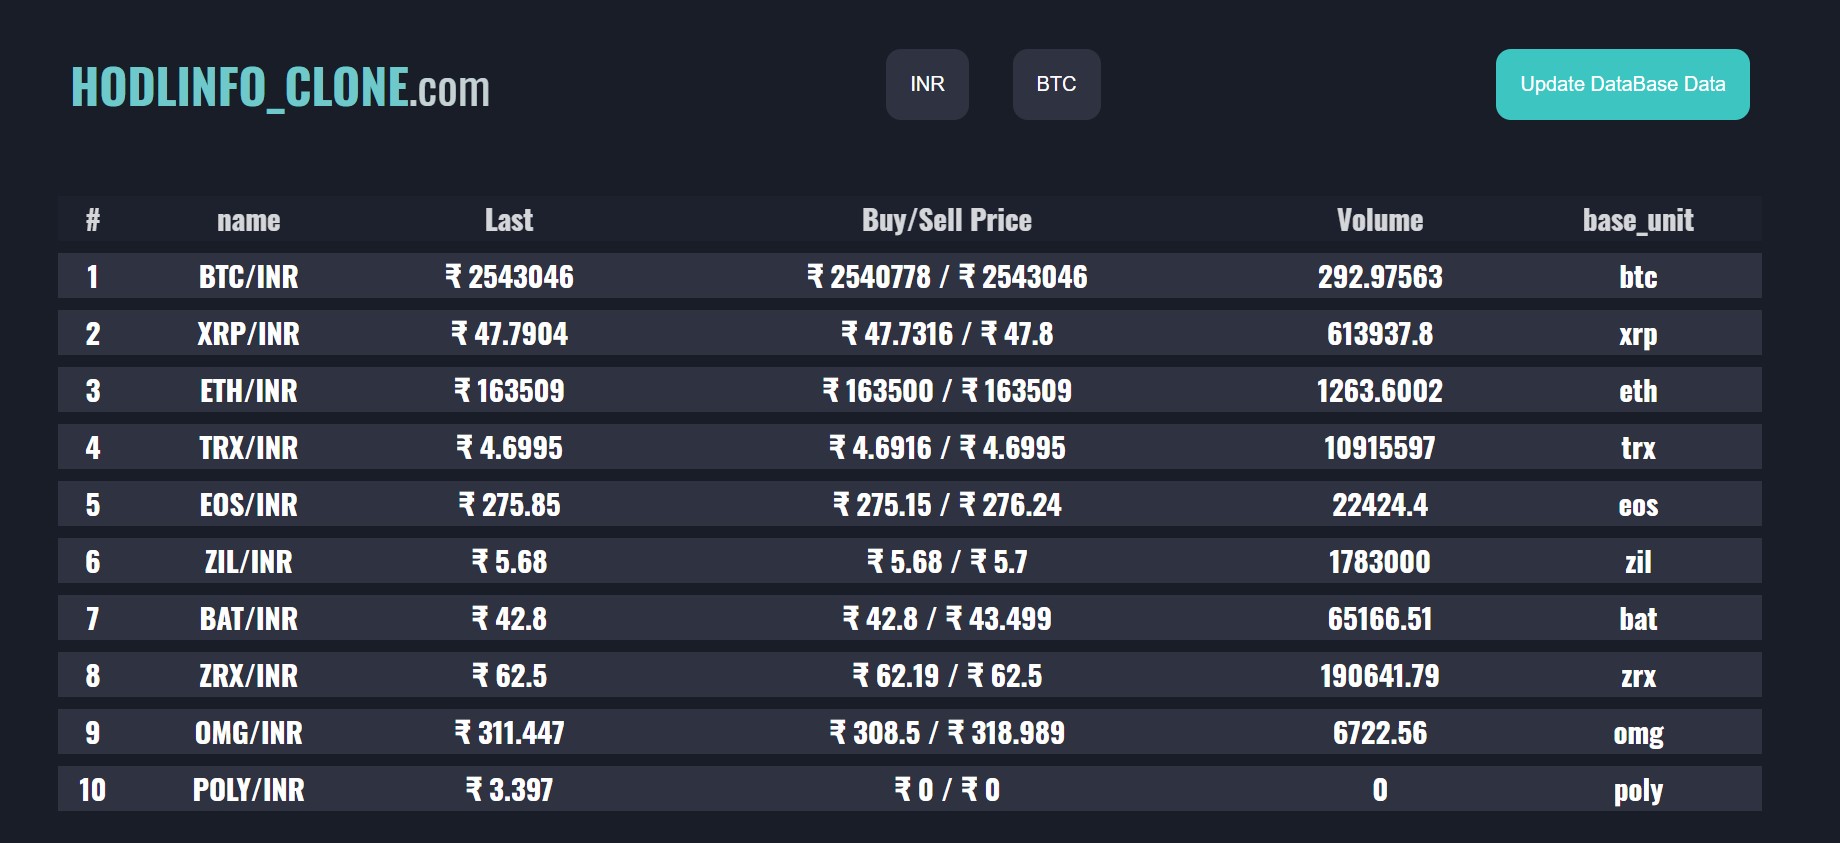 HODLINFO_CLONE.com INR BTC Update DataBase Data
# name Last Buy/Sell Price Volume base_unit
1 BTC/INR ₹ 2543046 ₹ 2540778 / ₹ 2543046 292.97563 btc
2 XRP/INR ₹ 47.7904 ₹ 47.7316 / ₹ 47.8 613937.8 xrp
3 ETH/INR ₹ 163509 ₹ 163500 / ₹ 163509 1263.6002 eth
4 TRX/INR ₹ 4.6995 ₹ 4.6916 / ₹ 4.6995 10915597 trx
5 EOS/INR ₹ 275.85 ₹ 275.15 / ₹ 276.24 22424.4 eos
6 ZIL/INR ₹ 5.68 ₹ 5.68 / ₹ 5.7 1783000 zil
7 BAT/INR ₹ 42.8 ₹ 42.8 / ₹ 43.499 65166.51 bat
8 ZRX/INR ₹ 62.5 ₹ 62.19 / ₹ 62.5 190641.79 zrx
9 OMG/INR ₹ 311.447 ₹ 308.5 / ₹ 318.989 6722.56 omg
10 POLY/INR ₹ 3.397 ₹ 0 / ₹ 0 0 poly